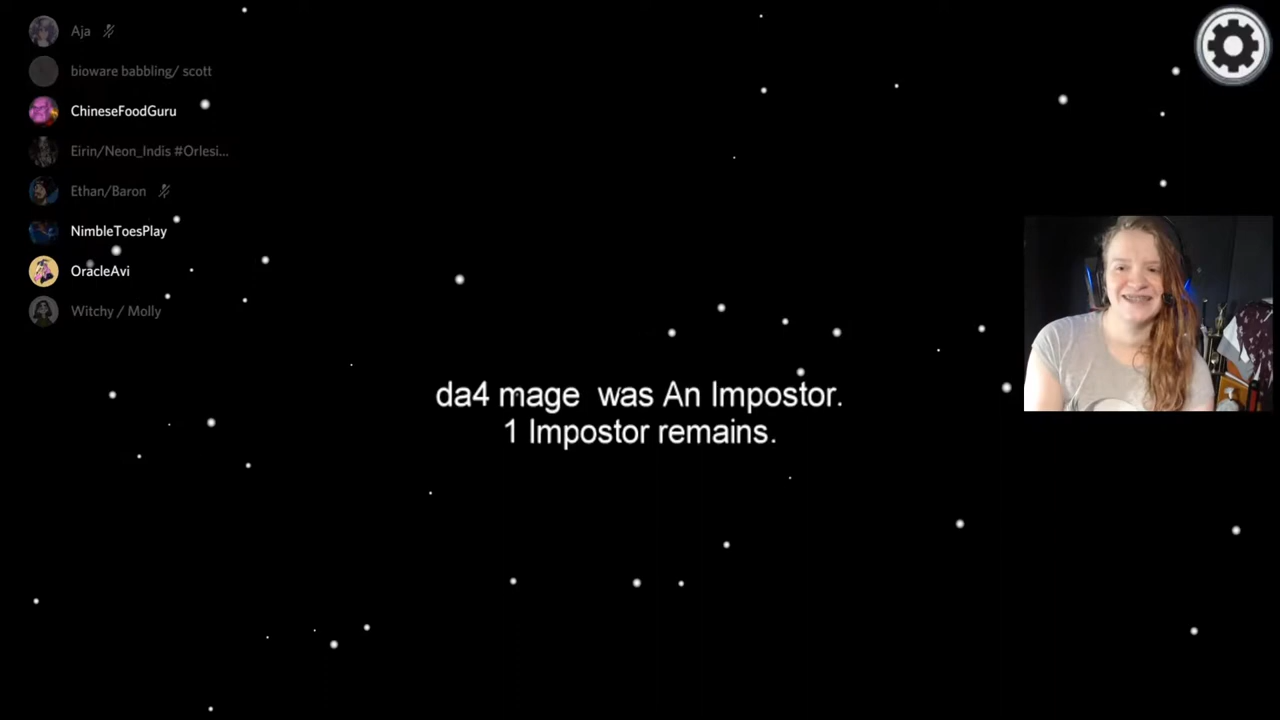 Aja
bioware babbling/ scott
ChineseFoodGuru
Eirin/Neon_Indis #Orlesi...
Ethan/Baron
NimbleToesPlay
OracleAvi
Witchy / Molly
da4 mage  was An Impostor.
1 Impostor remains.